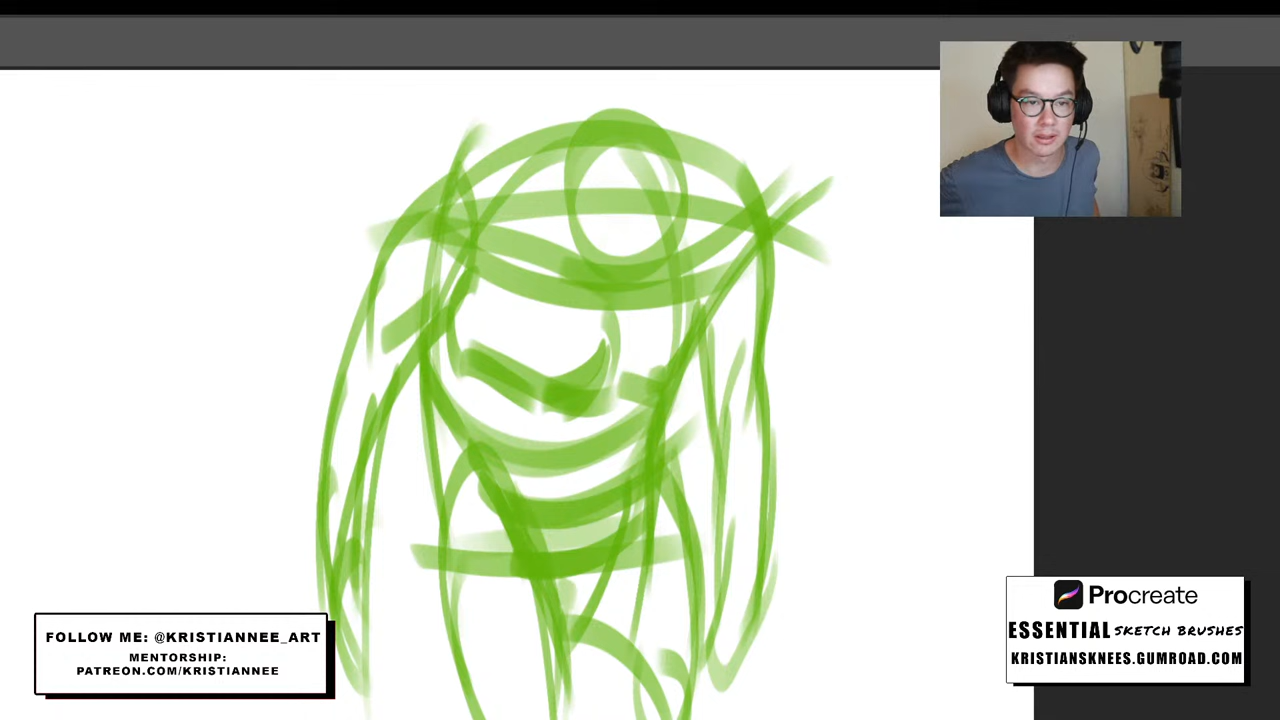 FOLLOW ME: @KRISTIANNEE_ART
MENTORSHIP:
PATREON.COM/KRISTIANNEE
Procreate
ESSENTIAL SKETCH BRUSHES
KRISTIANSKNEES.GUMROAD.COM